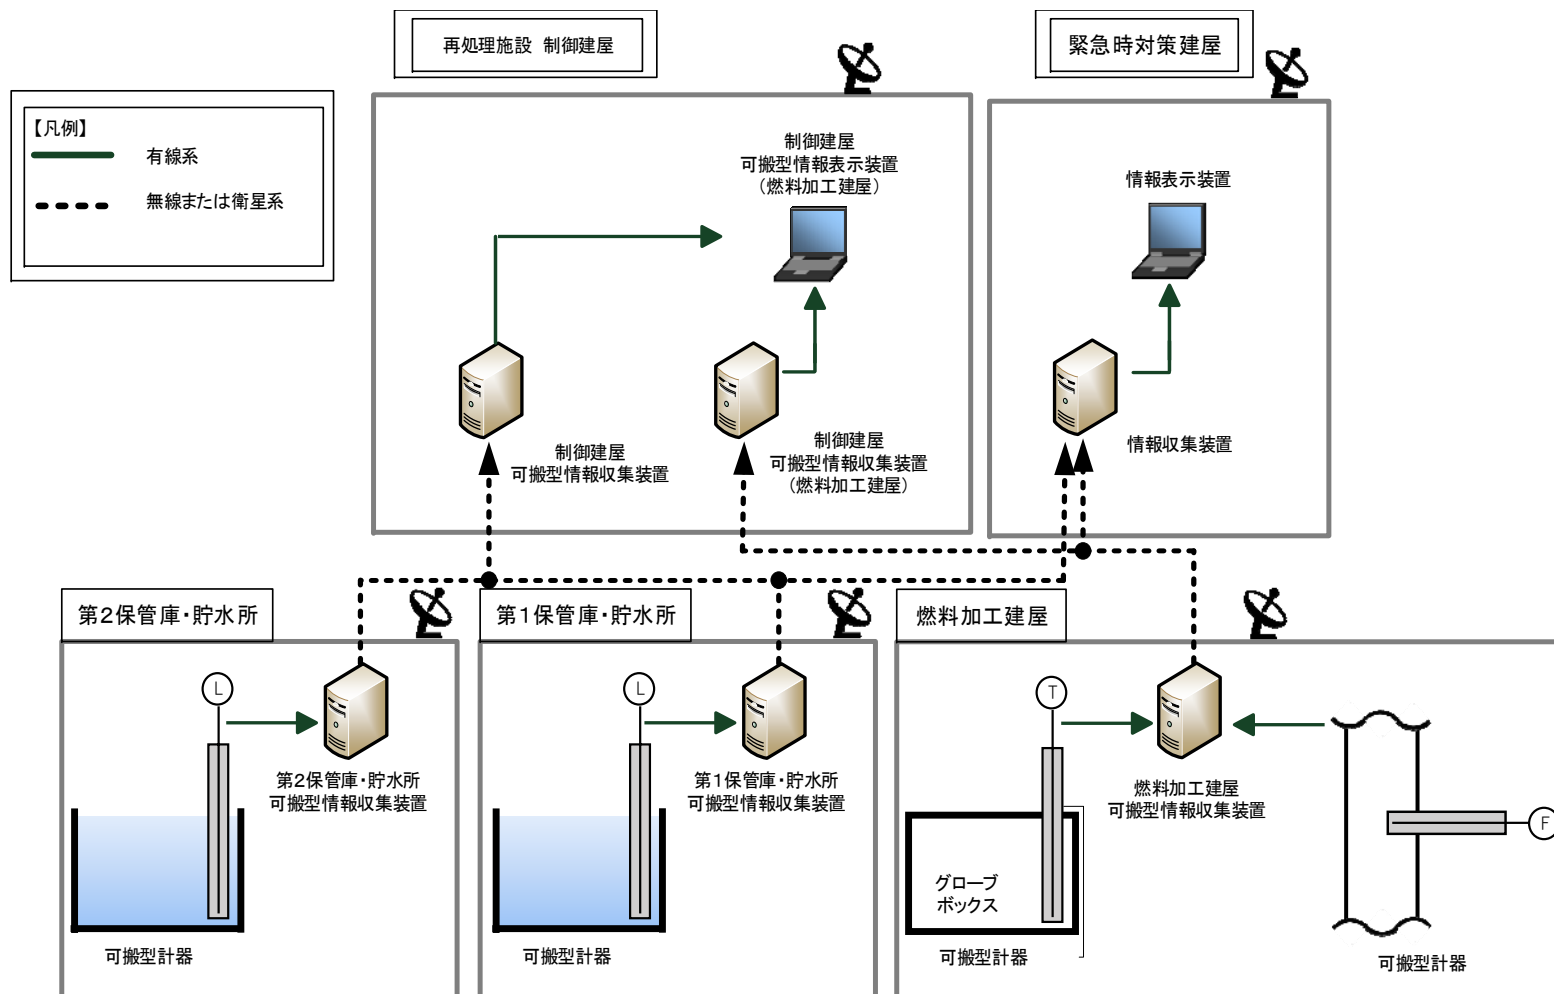 再処理施設 制御建屋
緊急時対策建屋
【凡例】
有線系
無線または衛星系
制御建屋
可搬型情報表示装置
(燃料加工建屋)
情報表示装置
制御建屋
可搬型情報収集装置
制御建屋
可搬型情報収集装置
(燃料加工建屋)
情報収集装置
第2保管庫・貯水所
第1保管庫・貯水所
燃料加工建屋
L
L
T
第2保管庫・貯水所
可搬型情報収集装置
第1保管庫・貯水所
可搬型情報収集装置
燃料加工建屋
可搬型情報収集装置
F
グローブ
ボックス
可搬型計器
可搬型計器
可搬型計器
可搬型計器